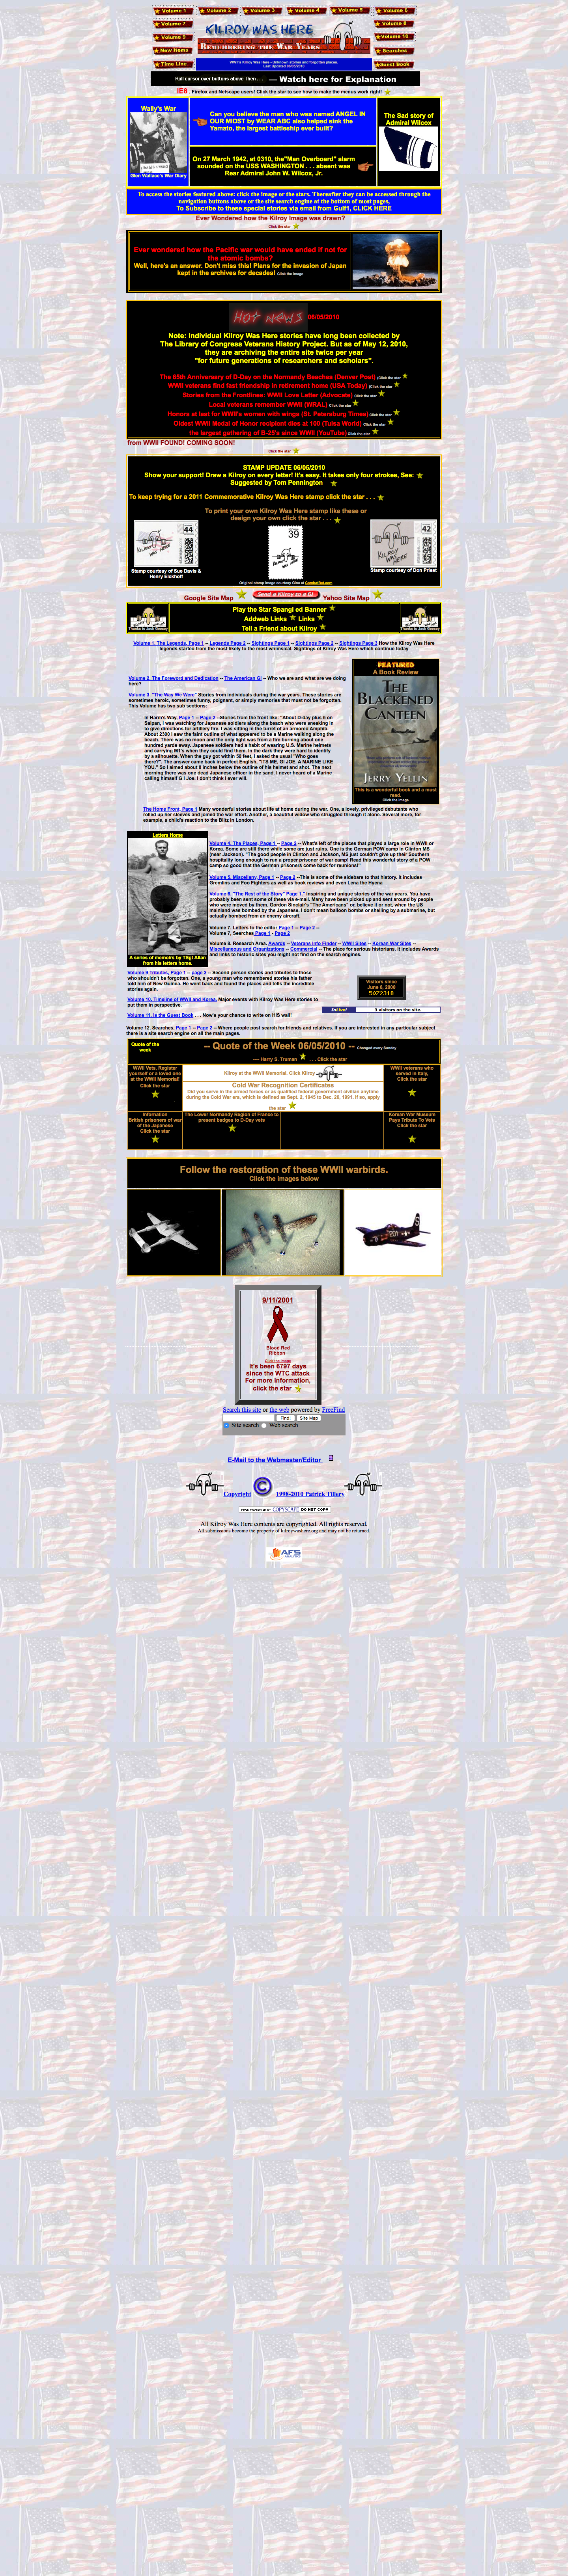 Volume 1 Volume 2 Volume 3 Volume 4 Volume 5 Volume 6
Volume 7 Volume 8
Volume 9 Volume 10
New Items Searches
Time Line Guest Book
KILROY WAS HERE
REMEMBERING THE WAR YEARS
WWII's Kilroy Was Here - Unknown stories and forgotten places.
Last Updated 06/05/2010
Roll cursor over buttons above Then . . . — Watch here for Explanation
IE8 , Firefox and Netscape users! Click the star to see how to make the menus work right!
Wally's War
Glen Wallace's War Diary
Can you believe the man who was named ANGEL IN
OUR MIDST by WEAR ABC also helped sink the
Yamato, the largest battleship ever built?
On 27 March 1942, at 0310, the"Man Overboard" alarm
sounded on the USS WASHINGTON . . . absent was
Rear Admiral John W. Wilcox, Jr.
The Sad story of
Admiral Wilcox
To access the stories featured above: click the image or the stars. Thereafter they can be accessed through the
navigation buttons above or the site search engine at the bottom of most pages,
To Subscribe to these special stories via email from Gulf1, CLICK HERE
Ever Wondered how the Kilroy Image was drawn?
Click the star
Ever wondered how the Pacific war would have ended if not for
the atomic bombs?
Well, here's an answer. Don't miss this! Plans for the invasion of Japan
kept in the archives for decades! Click the Image
HOT NEWS 06/05/2010
Note: Individual Kilroy Was Here stories have long been collected by
The Library of Congress Veterans History Project. But as of May 12, 2010,
they are archiving the entire site twice per year
"for future generations of researchers and scholars".
The 65th Anniversary of D-Day on the Normandy Beaches (Denver Post) (Click the star
WWII veterans find fast friendship in retirement home (USA Today) (Click the star
Stories from the Frontlines: WWII Love Letter (Advocate) Click the star
Local veterans remember WWII (WRAL) Click the star
Honors at last for WWII's women with wings (St. Petersburg Times) Click the star
Oldest WWII Medal of Honor recipient dies at 100 (Tulsa World) Click the star
the largest gathering of B-25's since WWII (YouTube) Click the star
from WWII FOUND! COMING SOON!
Click the star
STAMP UPDATE 06/05/2010
Show your support! Draw a Kilroy on every letter! It's easy. It takes only four strokes, See:
Suggested by Tom Pennington
To keep trying for a 2011 Commemorative Kilroy Was Here stamp click the star . . .
To print your own Kilroy Was Here stamp like these or
design your own click the star . . .
44
39
42
Stamp courtesy of Sue Davis &
Henry Eickhoff
Stamp courtesy of Don Priest
Original stamp image courtesy Gina at CombatGot.com
Google Site Map Send a Kilroy to a GI Yahoo Site Map
Thanks to Jack Gassey
Play the Star Spangl ed Banner
Addweb Links Links
Tell a Friend about Kilroy
Thanks to Jack Gassey
Volume 1. The Legends, Page 1 -- Legends Page 2 -- Sightings Page 1 -- Sightings Page 2 -- Sightings Page 3 How the Kilroy Was Here
legends started from the most likely to the most whimsical. Sightings of Kilroy Was Here which continue today
Volume 2. The Foreword and Dedication -- The American GI -- Who we are and what we are doing
here?
Volume 3. "The Way We Were" Stories from individuals during the war years. These stories are
sometimes heroic, sometimes funny, poignant, or simply memories that must not be forgotten.
This Volume has two sub sections:
In Harm's Way, Page 1 -- Page 2 --Stories from the front like: "About D-day plus 5 on
Saipan, I was watching for Japanese stragglers along the beach who were sneaking in
to give directions for artillery fire. I was sitting in the turret of an armored Amphib.
About 2300 I saw the faint outline of what appeared to be a Marine walking along the
beach. There was no moon and the only light was from a flare burning about one
hundred yards away. Japanese soldiers had a habit of wearing U.S. Marines helmets
and carrying M1's when they could find them, it made it very hard to identify
by a silhouette. When the guy got within 50 feet, I asked the usual "Who goes
there?". The answer came back in perfect English, "ITS ME, GI JOE, A MARINE LIKE
YOU." So I aimed about 5 inches below the outline of his helmet and shot. The next
morning there was one dead Japanese officer in the sand. I never heard of a Marine
calling himself G I Joe. I don't think I ever will.
The Home Front, Page 1 Many wonderful stories about life at home during the war. One, a lovely, privileged debutante who
rolled up her sleeves and joined the war effort. Another, a beautiful widow who struggled through it alone. Several more, for
example, a child's reaction to the Blitz in London.
FEATURED
A Book Review
THE
BLACKENED
CANTEEN
JERRY YELLIN
This is a wonderful book and a must
read.
Click the image
Letters Home
A series of memoirs by TSgt Allan
from his letters home.
Volume 4. The Places, Page 1 -- Page 2 -- What's left of the places that played a large role in WWII or
Korea. Some are still there while some are just ruins. One is the German POW camp in Clinton MS
(near Jackson). "The good people in Clinton and Jackson, MS just couldn't give up their Southern
hospitality long enough to run a proper prisoner of war camp! Read the wonderful story of a POW
camp so good that the German prisoners come back for reunions!"
Volume 5. Miscellany, Page 1 -- Page 2 --This is some of the sidebars to that history. It includes
Gremlins and Foo Fighters as well as book reviews and even Lana the Hyena
Volume 6. "The Rest of the Story" Page 1." Inspiring and unique stories of the war years. You have
probably been sent some of these via e-mail. Many have been picked up and sent around by people
who were moved by them. Gordon Sinclair's "The American" or, believe it or not, when the US
mainland was bombed by the Japanese. I don't mean balloon bombs or shelling by a submarine, but
actually bombed from an enemy aircraft.
Volume 7. Letters to the editor Page 1 -- Page 2 --
Volume 7. Searches Page 1 - Page 2
Volume 8. Research Area, Awards -- Veterans Info Finder -- WWII Sites -- Korean War Sites --
Miscellaneous and Organizations -- Commercial -- The place for serious historians. It includes Awards
and links to historic sites you might not find on the search engines.
Volume 9 Tributes, Page 1 -- page 2 -- Second person stories and tributes to those
who shouldn't be forgotten. One, a young man who remembered stories his father
told him of New Guinea. He went back and found the places and tells the incredible
stories again.
Volume 10. Timeline of WWII and Korea. Major events with Kilroy Was Here stories to
put them in perspective.
Volume 11. Is the Guest Book . . . Now's your chance to write on HIS wall!
Visitors since
June 6, 2000
5072318
3 visitors on the site.
Volume 12. Searches, Page 1 -- Page 2 -- Where people post search for friends and relatives. If you are interested in any particular subject
there is a site search engine on all the main pages.
Quote of the
week
-- Quote of the Week 06/05/2010 -- Changed every Sunday
---- Harry S. Truman . . . Click the star
WWII Vets, Register
yourself or a loved one
at the WWII Memorial!
Click the star
Kilroy at the WWII Memorial. Click Kilroy
Cold War Recognition Certificates
Did you serve in the armed forces or as qualified federal government civilian anytime
during the Cold War era, which is defined as Sept. 2, 1945 to Dec. 26, 1991. If so, apply
the star
WWII veterans who
served in Italy,
Click the star
Information
British prisoners of war
of the Japanese
Click the star
The Lower Normandy Region of France to
present badges to D-Day vets
Korean War Museum
Pays Tribute To Vets
Click the star
Follow the restoration of these WWII warbirds.
Click the Images below
9/11/2001
Blood Red
Ribbon
Click the image
It's been 6797 days
since the WTC attack
For more information,
click the star
Search this site or the web powered by FreeFind
Find! Site Map
Site search Web search
E-Mail to the Webmaster/Editor
Copyright © 1998-2010 Patrick Tillery
PAGE PROTECTED BY COPYSCAPE DO NOT COPY
All Kilroy Was Here contents are copyrighted. All rights reserved.
All submissions become the property of kilroywashere.org and may not be returned.
AFS